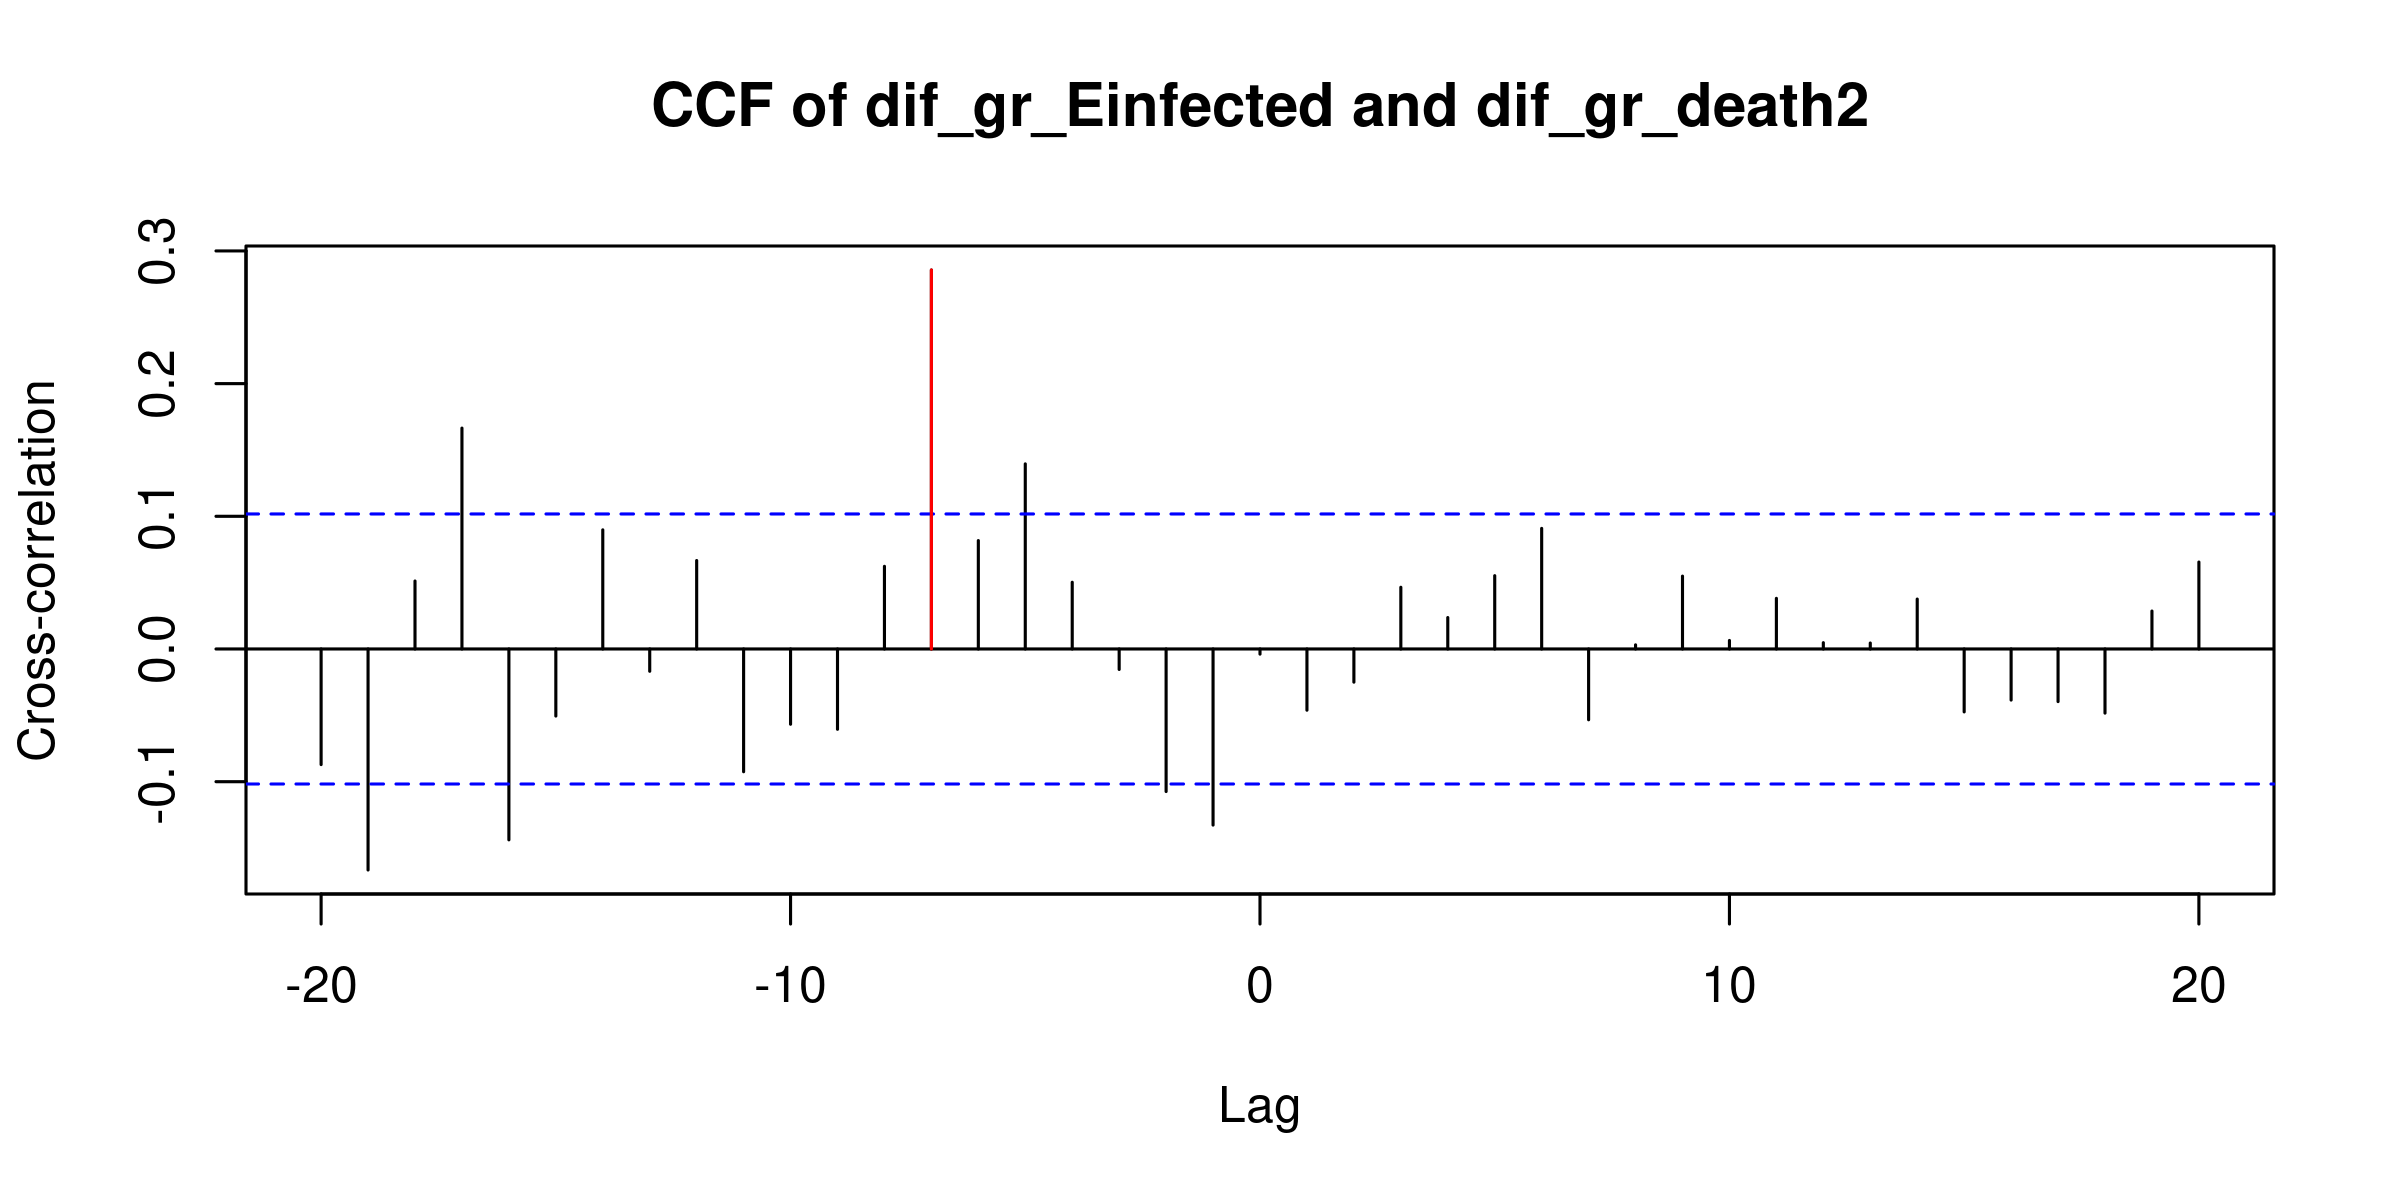 CCF of dif_gr_Einfected and dif_gr_death2
Cross-correlation
0.3
0.2
0.1
0.0
-0.1
-20 -10 0 10 20
Lag